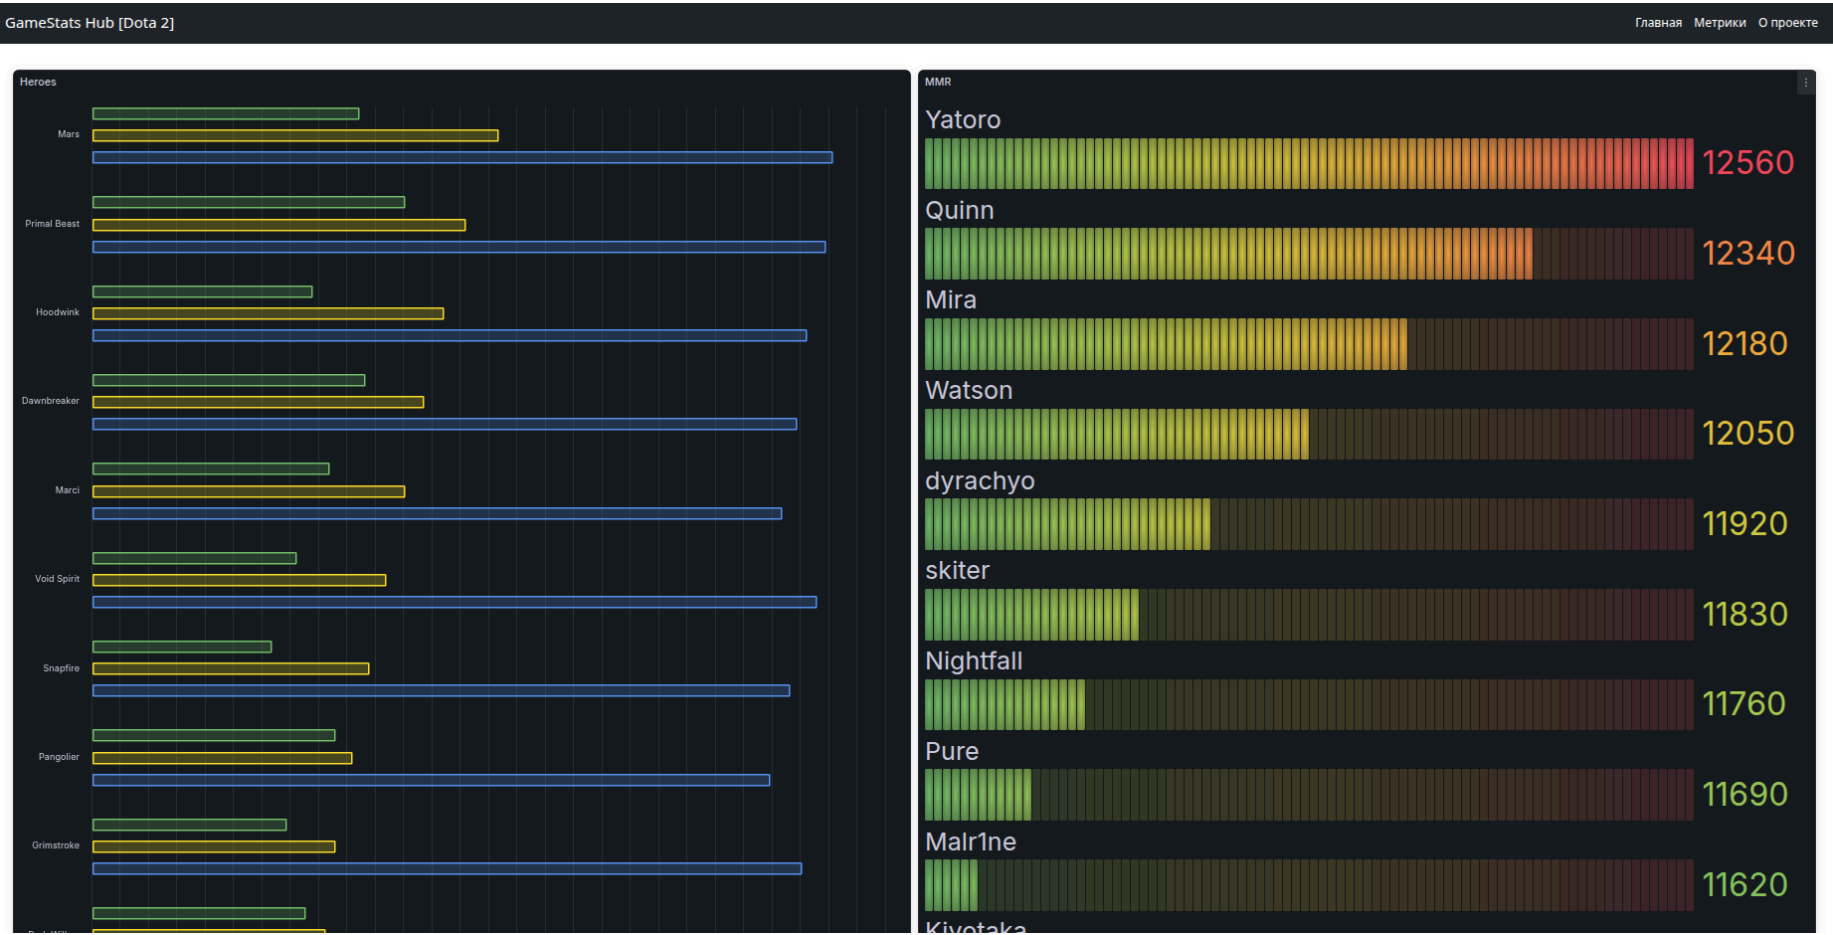 GameStats Hub [Dota 2]
Главная Метрики О проекте
Heroes
Mars
Primal Beast
Hoodwink
Dawnbreaker
Marci
Void Spirit
Snapfire
Pangolier
Grimstroke
MMR
Yatoro
12560
Quinn
12340
Mira
12180
Watson
12050
dyrachyo
11920
skiter
11830
Nightfall
11760
Pure
11690
Malr1ne
11620
Kiyotaka